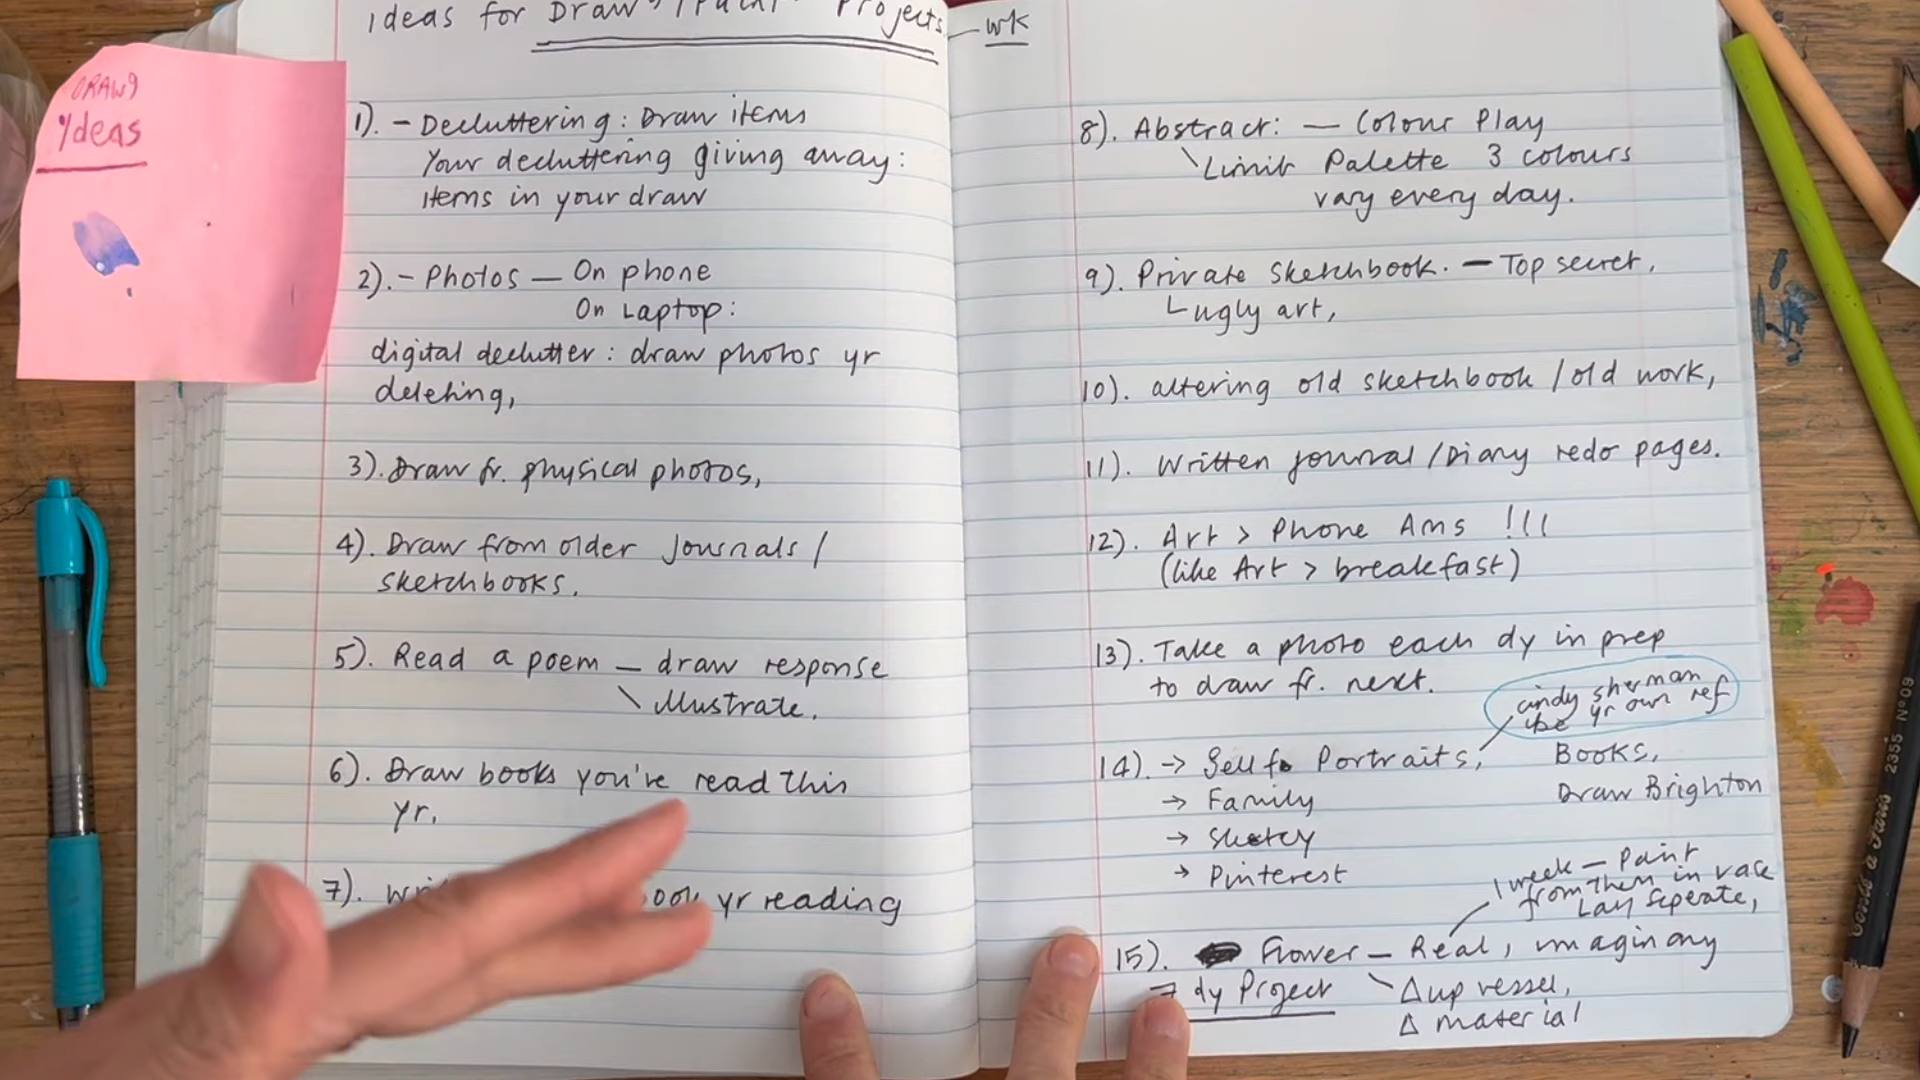 Ideas for Drawg / Paint Projects
DRAWg
Ideas
1). - Decluttering : Draw items
Your decluttering giving away :
items in your draw
2). - Photos — On phone
On Laptop :
digital declutter : draw photos yr
deleting,
3). Draw fr. physical photos,
4). Draw from older Journals /
sketchbooks.
5). Read a poem — draw response
\ illustrate.
6). Draw books you've read this
yr.
7). yr reading
— wk
8). Abstract: — Colour Play
\ Limit Palette 3 colours
vary every day.
9). Private Sketchbook. — Top secret,
ugly art,
10). altering old sketchbook / old work,
11). Written Journal / Diary redo pages.
12). Art > Phone Ams !!!
(like Art > breakfast)
13). Take a photo each dy in prep
to draw fr. next.
cindy sherman
be yr own ref
14). → Self Portraits,
→ Family
→ Sketchy
→ Pinterest
Books,
Draw Brighton
1 week — Paint
from them in vase
Lay seperate,
15). Flower — Real, imaginary
7 dy Project \ Δ up vessel,
Δ material
2355 N° 09